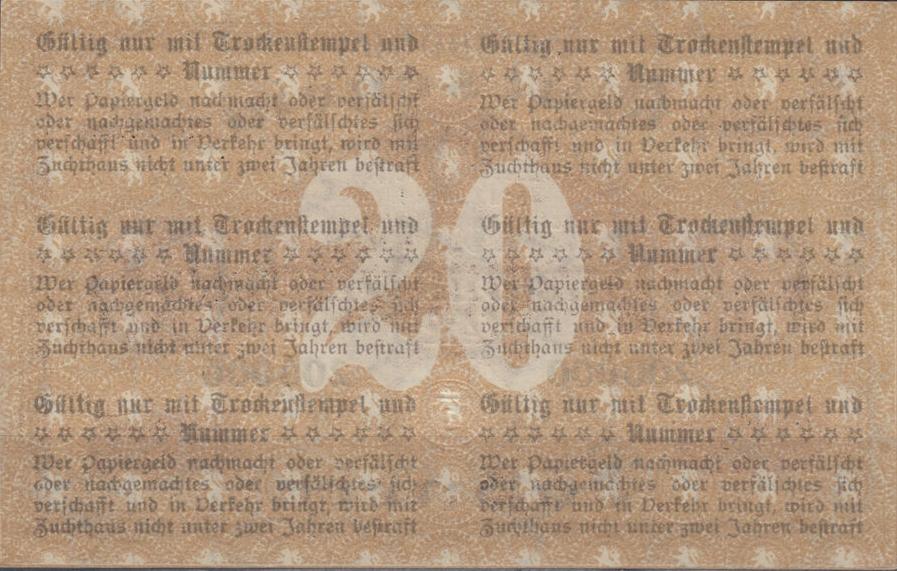 Gültig nur mit Trockenstempel und
☆ ☆ ☆ ☆ ☆ ☆ Nummer ☆ ☆ ☆ ☆ ☆ ☆
Wer Papiergeld nachmacht oder verfälscht
oder nachgemachtes oder verfälschtes sich
verschafft und in Verkehr bringt, wird mit
Zuchthaus nicht unter zwei Jahren bestraft
Gültig nur mit Trockenstempel und
☆ ☆ ☆ ☆ ☆ ☆ Nummer ☆ ☆ ☆ ☆ ☆ ☆
Wer Papiergeld nachmacht oder verfälscht
oder nachgemachtes oder verfälschtes sich
verschafft und in Verkehr bringt, wird mit
Zuchthaus nicht unter zwei Jahren bestraft
20
Gültig nur mit Trockenstempel und
☆ ☆ ☆ ☆ ☆ ☆ Nummer ☆ ☆ ☆ ☆ ☆ ☆
Wer Papiergeld nachmacht oder verfälscht
oder nachgemachtes oder verfälschtes sich
verschafft und in Verkehr bringt, wird mit
Zuchthaus nicht unter zwei Jahren bestraft
Gültig nur mit Trockenstempel und
☆ ☆ ☆ ☆ ☆ ☆ Nummer ☆ ☆ ☆ ☆ ☆ ☆
Wer Papiergeld nachmacht oder verfälscht
oder nachgemachtes oder verfälschtes sich
verschafft und in Verkehr bringt, wird mit
Zuchthaus nicht unter zwei Jahren bestraft
Gültig nur mit Trockenstempel und
☆ ☆ ☆ ☆ ☆ ☆ Nummer ☆ ☆ ☆ ☆ ☆ ☆
Wer Papiergeld nachmacht oder verfälscht
oder nachgemachtes oder verfälschtes sich
verschafft und in Verkehr bringt, wird mit
Zuchthaus nicht unter zwei Jahren bestraft
Gültig nur mit Trockenstempel und
☆ ☆ ☆ ☆ ☆ ☆ Nummer ☆ ☆ ☆ ☆ ☆ ☆
Wer Papiergeld nachmacht oder verfälscht
oder nachgemachtes oder verfälschtes sich
verschafft und in Verkehr bringt, wird mit
Zuchthaus nicht unter zwei Jahren bestraft